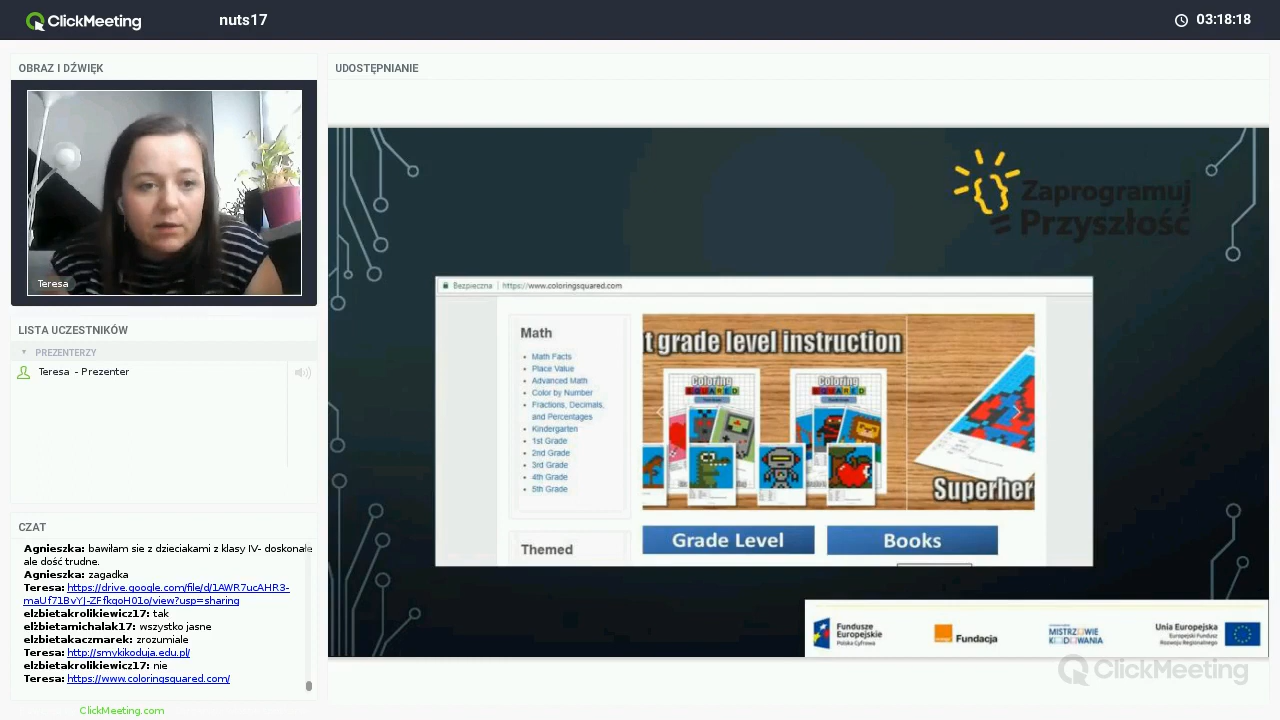 ClickMeeting
nuts17
03:18:18
OBRAZ I DŹWIĘK
Teresa
LISTA UCZESTNIKÓW
PREZENTERZY
Teresa - Prezenter
CZAT
Agnieszka: bawiłam sie z dzieciakami z klasy IV- doskonałe
ale dość trudne.
Agnieszka: zagadka
Teresa: https://drive.google.com/file/d/1AWR7ucAHR3-
maUf71BvYJ-ZFfkqoH01o/view?usp=sharing
elzbietakrolikiewicz17: tak
elżbietamichalak17: wszystko jasne
elzbietakaczmarek: zrozumiałe
Teresa: http://smykikoduja.edu.pl/
elzbietakrolikiewicz17: nie
Teresa: https://www.coloringsquared.com/
ClickMeeting.com
UDOSTĘPNIANIE
Zaprogramuj
Przyszłość
Bezpieczna | https://www.coloringsquared.com
Math
Math Facts
Place Value
Advanced Math
Color by Number
Fractions, Decimals,
and Percentages
Kindergarten
1st Grade
2nd Grade
3rd Grade
4th Grade
5th Grade
Themed
t grade level instruction
Coloring
SQUARED
Coloring
SQUARED
Superher
Grade Level
Books
Fundusze
Europejskie
Polska Cyfrowa
Fundacja
MISTRZOWIE
KODOWANIA
Unia Europejska
Europejski Fundusz
Rozwoju Regionalnego
ClickMeeting